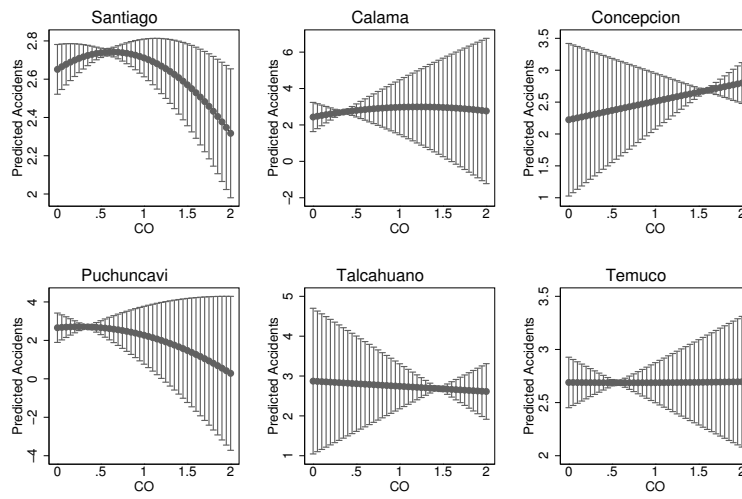 Santiago
Predicted Accidents
2.8
2.6
2.4
2.2
2
0 .5 1 1.5 2
CO
Calama
Predicted Accidents
6
4
2
0
-2
0 .5 1 1.5 2
CO
Concepcion
Predicted Accidents
3.5
3
2.5
2
1.5
1
0 .5 1 1.5 2
CO
Puchuncavi
Predicted Accidents
4
2
0
-2
-4
0 .5 1 1.5 2
CO
Talcahuano
Predicted Accidents
5
4
3
2
1
0 .5 1 1.5 2
CO
Temuco
Predicted Accidents
3.5
3
2.5
2
0 .5 1 1.5 2
CO